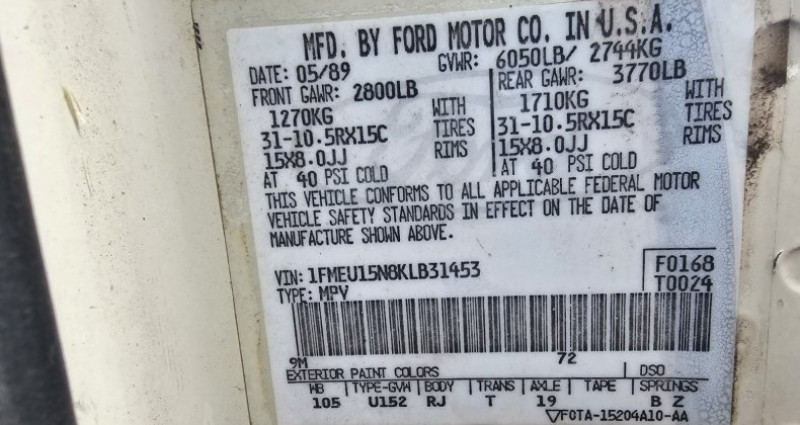 MFD. BY FORD MOTOR CO. IN U.S.A.
DATE: 05/89 GVWR: 6050LB/ 2744KG
FRONT GAWR: 2800LB REAR GAWR: 3770LB
1270KG WITH 1710KG WITH
31-10.5RX15C TIRES 31-10.5RX15C TIRES
15X8.0JJ RIMS 15X8.0JJ RIMS
AT 40 PSI COLD AT 40 PSI COLD
THIS VEHICLE CONFORMS TO ALL APPLICABLE FEDERAL MOTOR
VEHICLE SAFETY STANDARDS IN EFFECT ON THE DATE OF
MANUFACTURE SHOWN ABOVE.
VIN: 1FMEU15N8KLB31453 F0168
TYPE: MPV T0024
9M 72
EXTERIOR PAINT COLORS DSO
WB TYPE-GVW BODY TRANS AXLE TAPE SPRINGS
105 U152 RJ T 19 B Z
F0TA-15204A10-AA